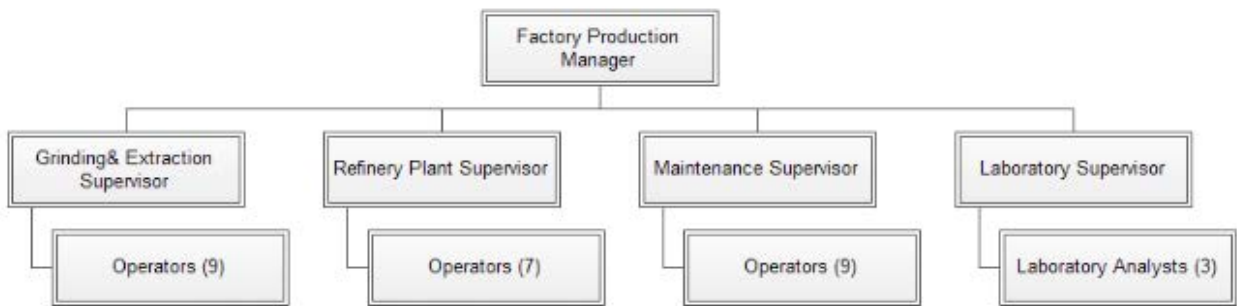 Factory Production
Manager
Grinding& Extraction
Supervisor
Refinery Plant Supervisor
Maintenance Supervisor
Laboratory Supervisor
Operators (9)
Operators (7)
Operators (9)
Laboratory Analysts (3)